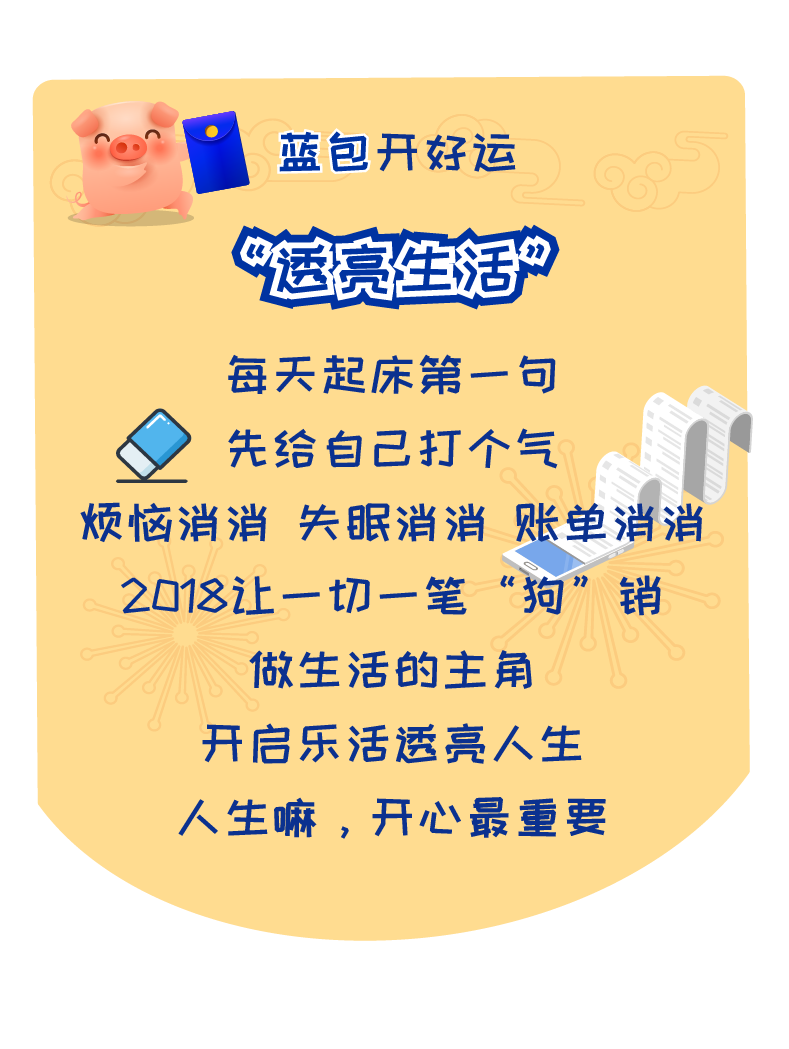 蓝包开好运
“透亮生活”
每天起床第一句
先给自己打个气
烦恼消消 失眠消消 账单消消
2018让一切一笔“狗”销
做生活的主角
开启乐活透亮人生
人生嘛，开心最重要